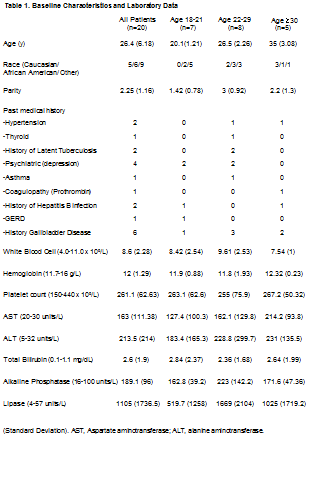 Table 1. Baseline Characteristics and Laboratory Data
All Patients (n=20) Age 18-21 (n=7) Age 22-29 (n=8) Age ≥30 (n=5)
Age (y) 26.4 (6.18) 20.1(1.21) 26.5 (2.26) 35 (3.08)
Race (Caucasian/
African American/Other) 5/6/9 0/2/5 2/3/3 3/1/1
Parity 2.25 (1.16) 1.42 (0.78) 3 (0.92) 2.2 (1.3)
Past medical history
-Hypertension 2 0 1 1
-Thyroid 1 0 1 0
-History of Latent Tuberculosis 2 0 2 0
-Psychiatric (depression) 4 2 2 0
-Asthma 1 0 1 0
-Coagulopathy (Prothrombin) 1 0 0 1
-History of Hepatitis B infection 2 1 0 1
-GERD 1 1 0 0
-History Gallbladder Disease 6 1 3 2
White Blood Cell (4.0-11.0 x 10⁹/L) 8.6 (2.28) 8.42 (2.54) 9.61 (2.53) 7.54 (1)
Hemoglobin (11.7-16 g/L) 12 (1.29) 11.9 (0.88) 11.8 (1.93) 12.32 (0.23)
Platelet count (150-440 x 10⁹/L) 261.1 (62.63) 263.1 (62.6) 255 (75.9) 267.2 (50.32)
AST (20-30 units/L) 163 (111.38) 127.4 (100.3) 162.1 (129.8) 214.2 (93.8)
ALT (5-32 units/L) 213.5 (214) 183.4 (165.3) 228.8 (299.7) 231 (135.5)
Total Bilirubin (0.1-1.1 mg/dL) 2.6 (1.9) 2.84 (2.37) 2.36 (1.68) 2.64 (1.99)
Alkaline Phosphatase (16-100 units/L) 189.1 (96) 162.8 (39.2) 223 (142.2) 171.6 (47.36)
Lipase (4-57 units/L) 1105 (1736.5) 519.7 (1258) 1669 (2104) 1025 (1719.2)
(Standard Deviation). AST, Aspartate aminotransferase; ALT, alanine aminotransferase.